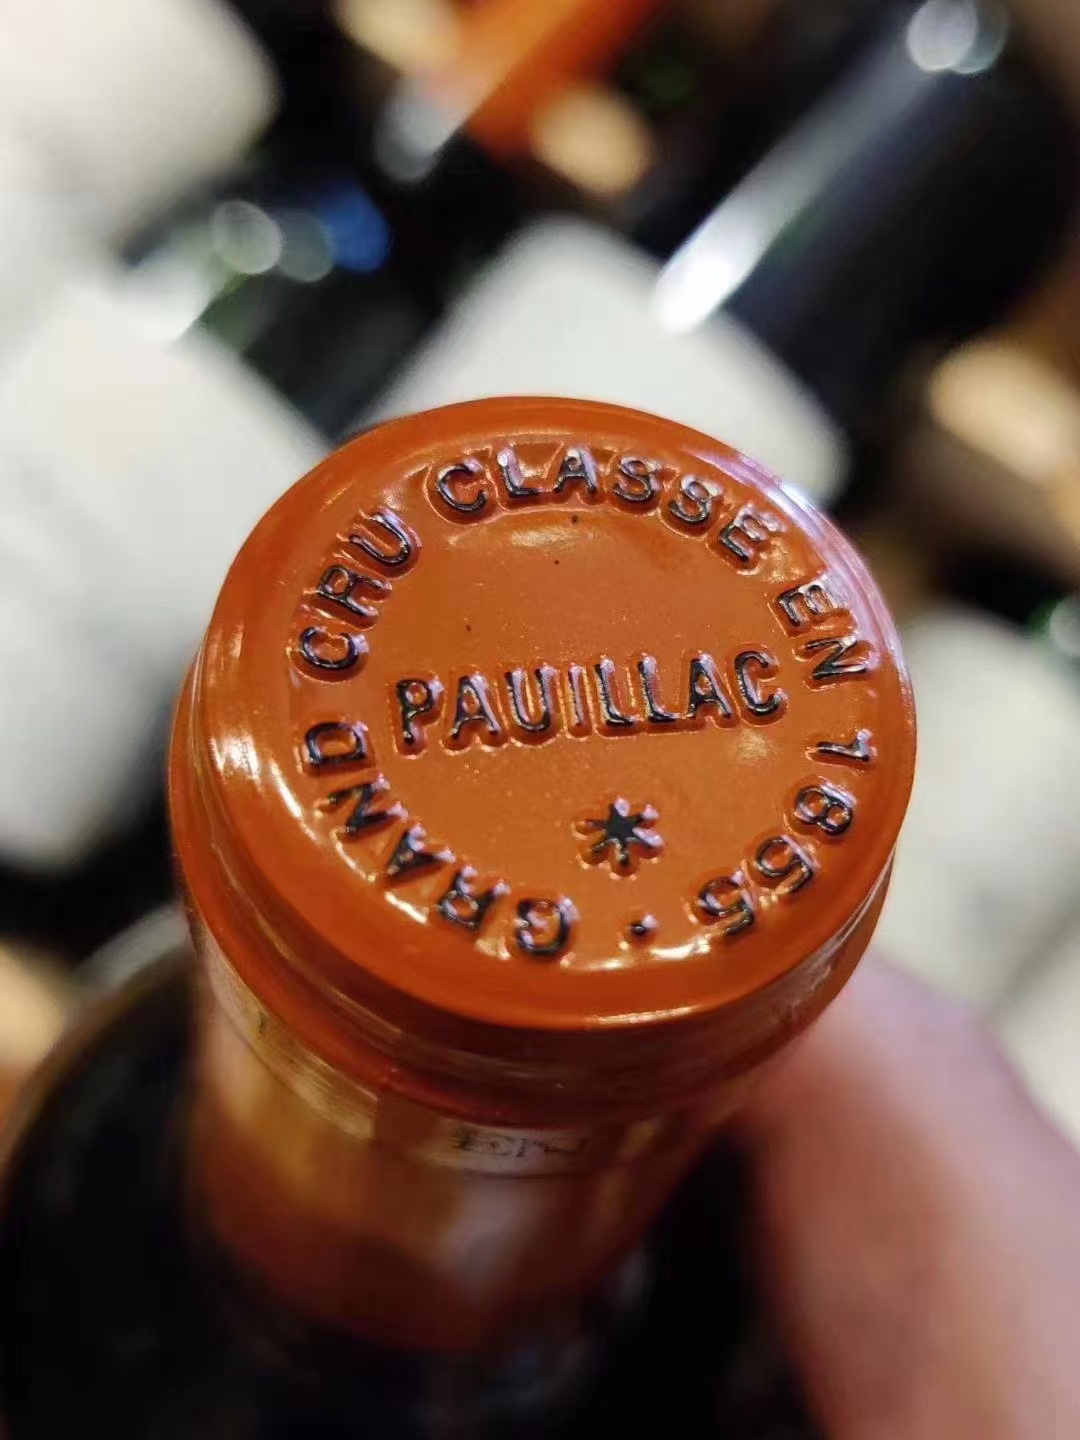 GRAND CRU CLASSE EN 1855 ·
PAUILLAC
*